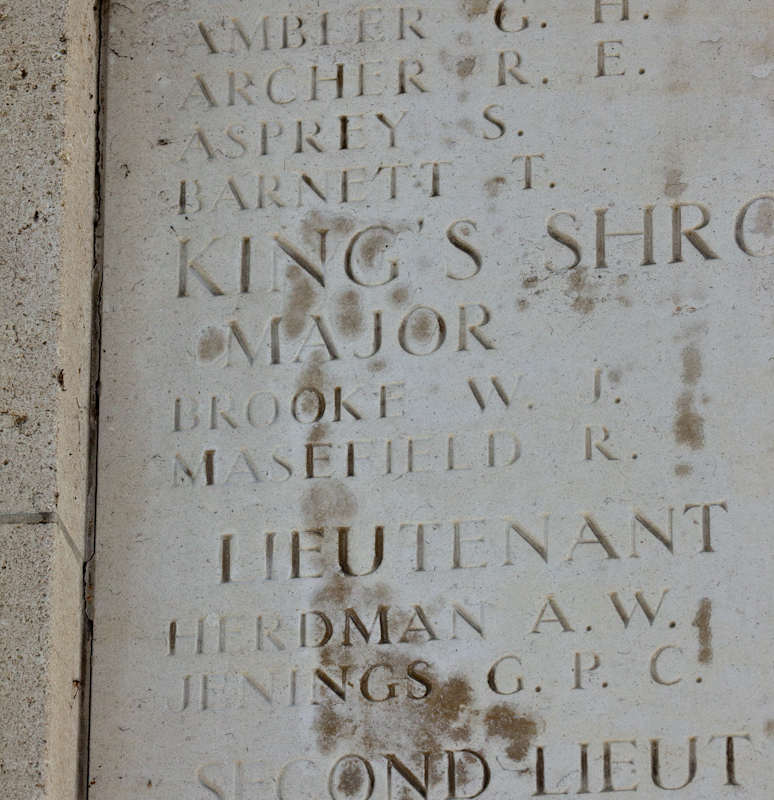 AMBLER G. H.
ARCHER R. E.
ASPREY S.
BARNETT T.
KING'S SHRO
MAJOR
BROOKE W. J.
MASEFIELD R.
LIEUTENANT
HERDMAN A. W.
JENINGS G. P. C.
SECOND LIEUT